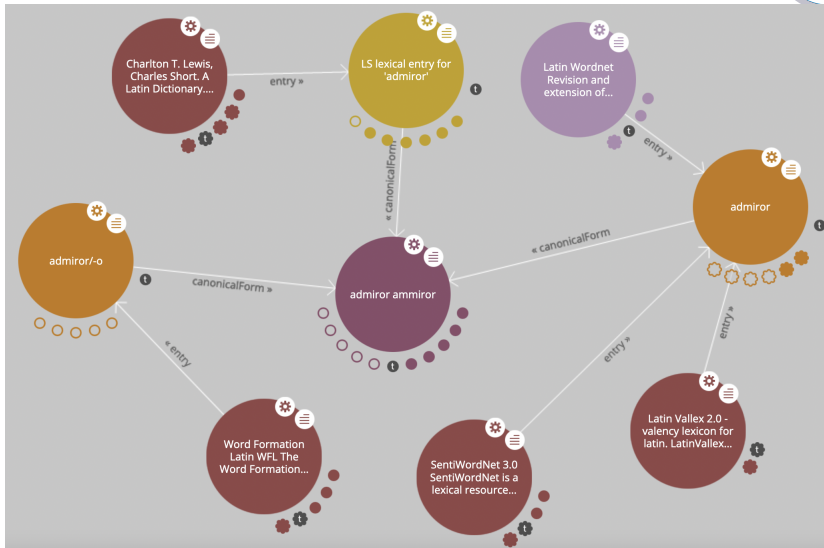 Charlton T. Lewis,
Charles Short. A
Latin Dictionary....
entry »
LS lexical entry for
'admiror'
t
t
Latin Wordnet
Revision and
extension of...
t
entry »
admiror
t
« canonicalForm
« canonicalForm
admiror/-o
t
canonicalForm »
admiror ammiror
t
« entry
entry »
entry »
Word Formation
Latin WFL The
Word Formation...
t
SentiWordNet 3.0
SentiWordNet is a
lexical resource...
t
Latin Vallex 2.0 -
valency lexicon for
latin. LatinVallex...
t